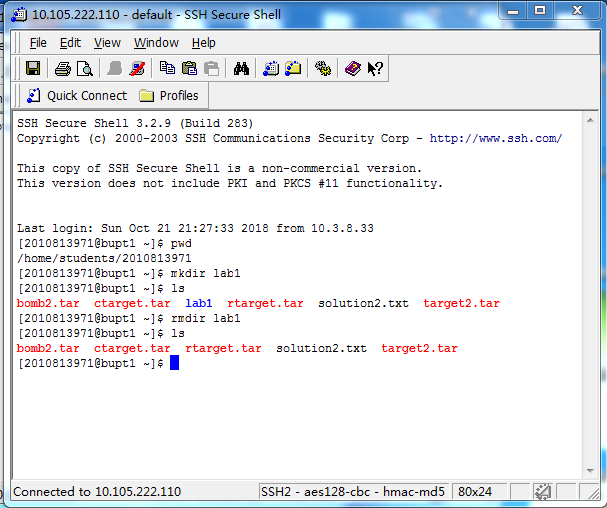 10.105.222.110 - default - SSH Secure Shell
File Edit View Window Help
Quick Connect Profiles
SSH Secure Shell 3.2.9 (Build 283)
Copyright (c) 2000-2003 SSH Communications Security Corp - http://www.ssh.com/
This copy of SSH Secure Shell is a non-commercial version.
This version does not include PKI and PKCS #11 functionality.
Last login: Sun Oct 21 21:27:33 2018 from 10.3.8.33
[2010813971@bupt1 ~]$ pwd
/home/students/2010813971
[2010813971@bupt1 ~]$ mkdir lab1
[2010813971@bupt1 ~]$ ls
bomb2.tar ctarget.tar lab1 rtarget.tar solution2.txt target2.tar
[2010813971@bupt1 ~]$ rmdir lab1
[2010813971@bupt1 ~]$ ls
bomb2.tar ctarget.tar rtarget.tar solution2.txt target2.tar
[2010813971@bupt1 ~]$
Connected to 10.105.222.110 SSH2 - aes128-cbc - hmac-md5 80x24